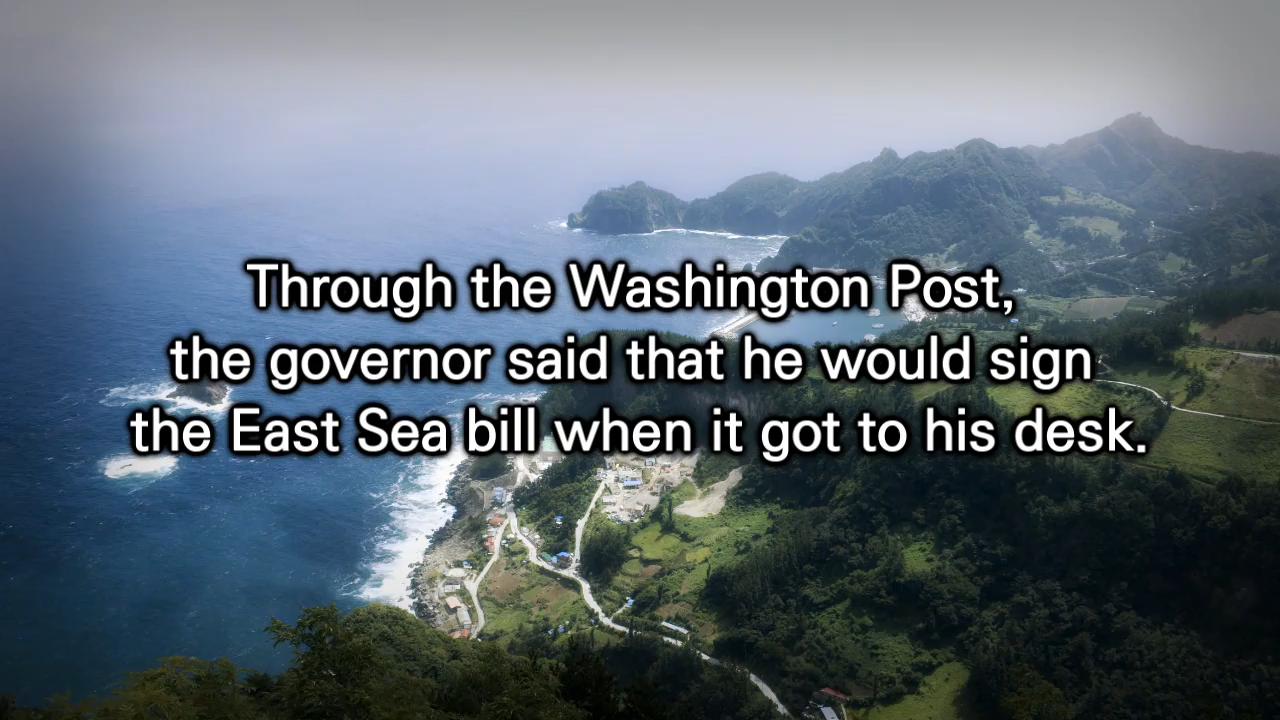 Through the Washington Post,
the governor said that he would sign
the East Sea bill when it got to his desk.